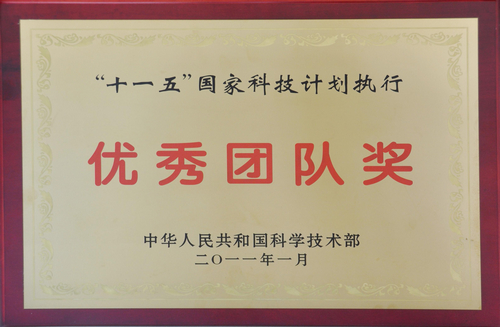 “十一五”国家科技计划执行
优秀团队奖
中华人民共和国科学技术部
二〇一一年一月